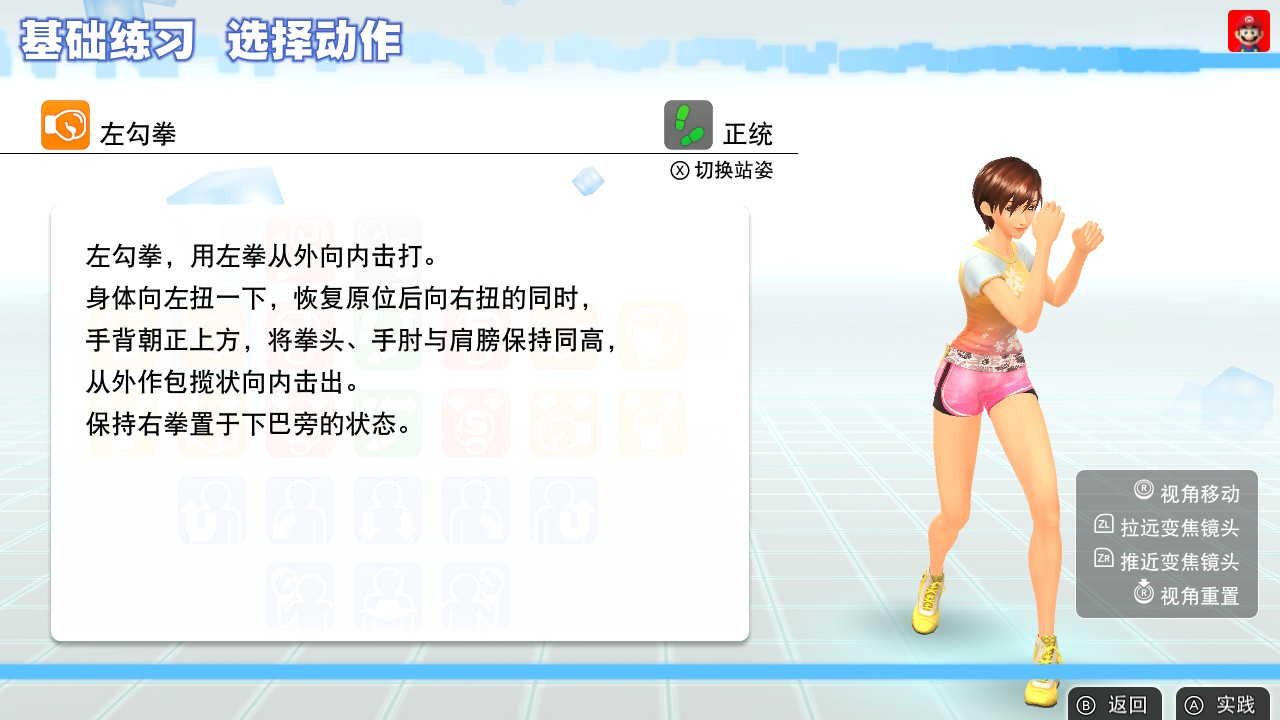 基础练习 选择动作
左勾拳
正统
X 切换站姿
左勾拳，用左拳从外向内击打。
身体向左扭一下，恢复原位后向右扭的同时，
手背朝正上方，将拳头、手肘与肩膀保持同高，
从外作包揽状向内击出。
保持右拳置于下巴旁的状态。
R 视角移动
ZL 拉远变焦镜头
ZR 推近变焦镜头
R 视角重置
B 返回
A 实践